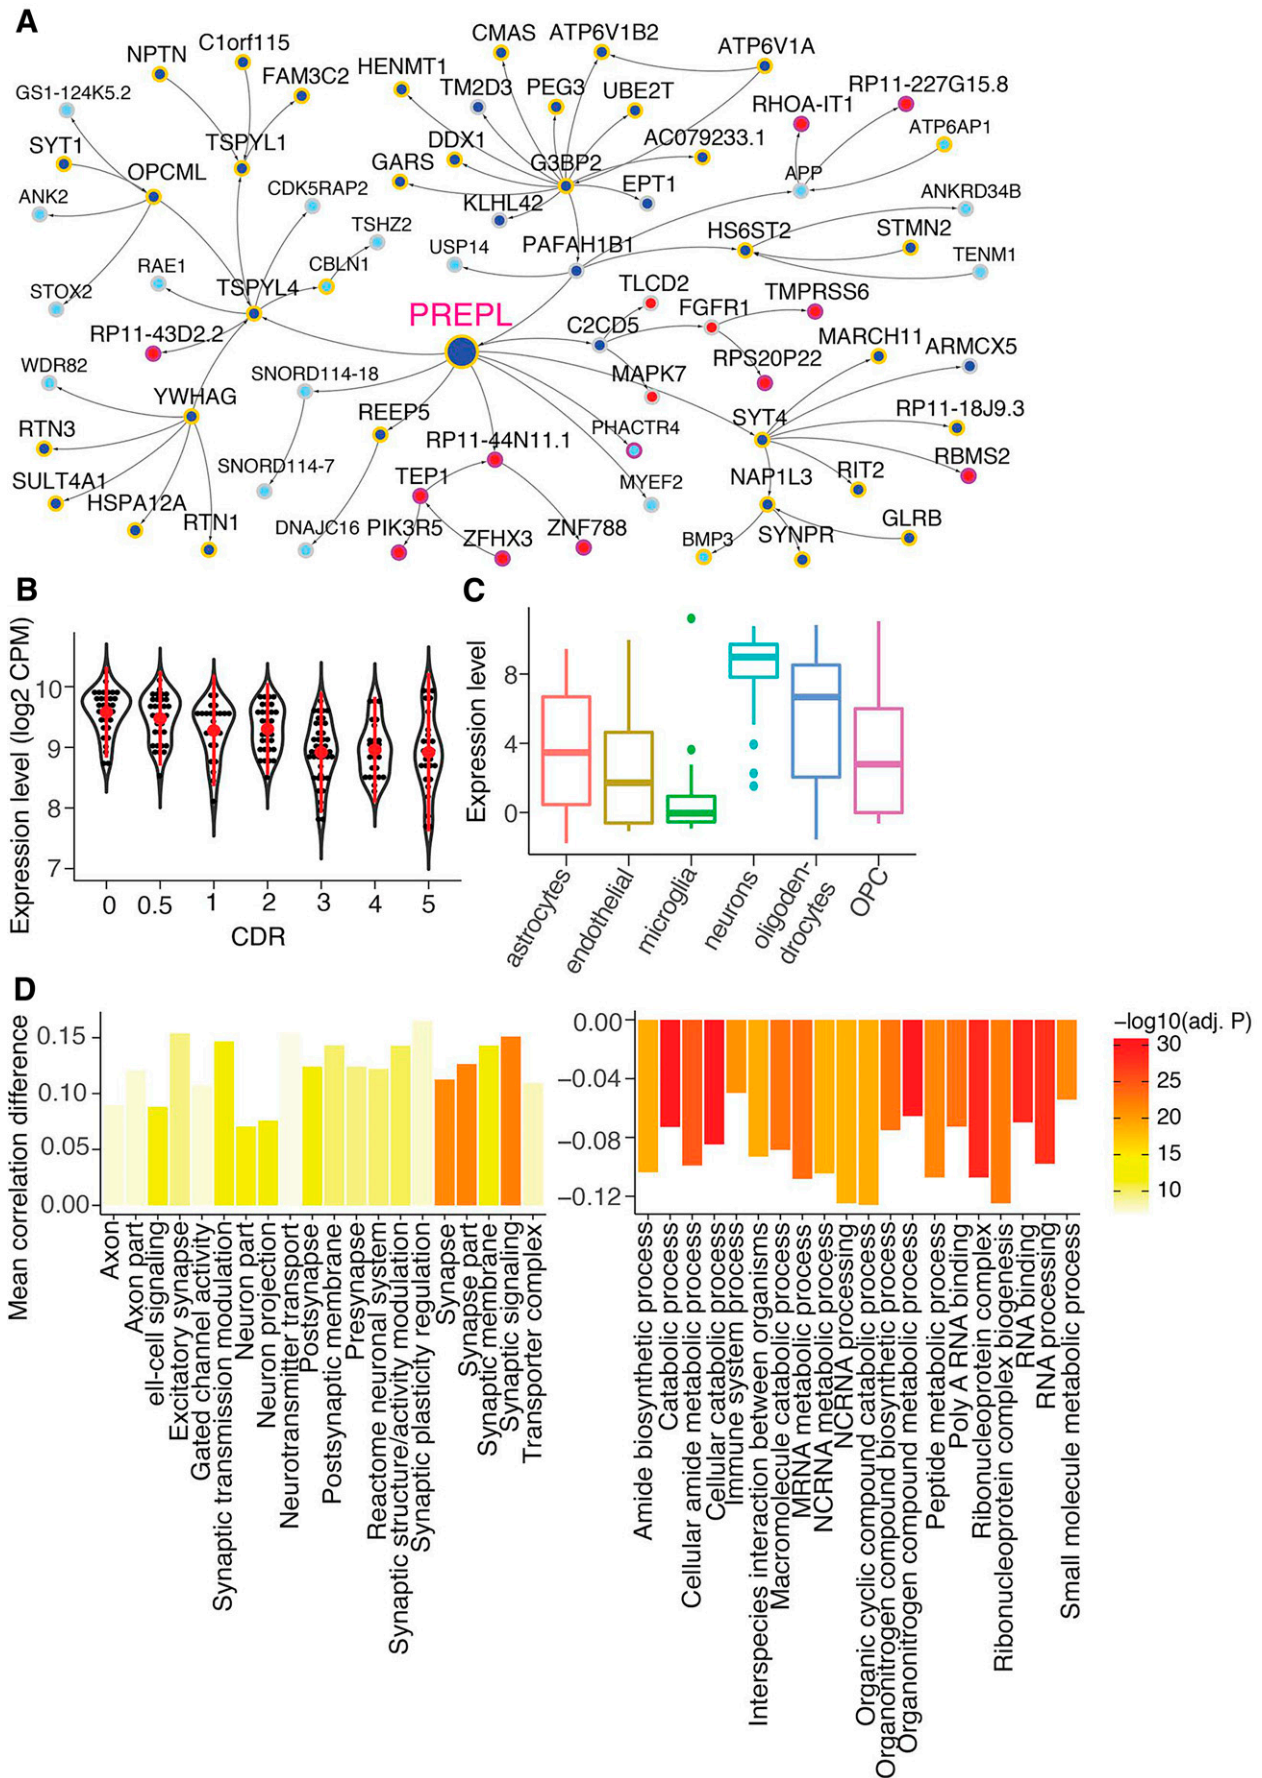 A
CMAS ATP6V1B2
C1orf115
ATP6V1A
NPTN
HENMT1
FAM3C2
TM2D3 PEG3 UBE2T
RP11-227G15.8
GS1-124K5.2
RHOA-IT1
ATP6AP1
SYT1
TSPYL1
DDX1
AC079233.1
OPCML
GARS
G3BP2
APP
ANK2
CDK5RAP2
EPT1
ANKRD34B
KLHL42
TSHZ2
HS6ST2
STMN2
USP14
PAFAH1B1
TENM1
RAE1
CBLN1
STOX2
TSPYL4
TLCD2
TMPRSS6
PREPL
FGFR1
RP11-43D2.2
C2CD5
MARCH11
ARMCX5
WDR82
SNORD114-18
RPS20P22
MAPK7
YWHAG
REEP5
RP11-18J9.3
RTN3
RP11-44N11.1
PHACTR4
SYT4
SNORD114-7
RBMS2
SULT4A1
TEP1
NAP1L3
RIT2
MYEF2
HSPA12A
RTN1
DNAJC16
PIK3R5
ZFHX3
ZNF788
GLRB
BMP3
SYNPR
B
Expression level (log2 CPM)
10
9
8
7
0 0.5 1 2 3 4 5
CDR
C
Expression level
8
4
0
astrocytes
endothelial
microglia
neurons
oligoden-
drocytes
OPC
D
Mean correlation difference
0.15
0.10
0.05
0.00
Axon
Axon part
ell-cell signaling
Excitatory synapse
Gated channel activity
Synaptic transmission modulation
Neuron part
Neuron projection
Neurotransmitter transport
Postsynapse
Postsynaptic membrane
Presynapse
Reactome neuronal system
Synaptic structure/activity modulation
Synaptic plasticity regulation
Synapse
Synapse part
Synaptic membrane
Synaptic signaling
Transporter complex
0.00
−0.04
−0.08
−0.12
Amide biosynthetic process
Catabolic process
Cellular amide metabolic process
Cellular catabolic process
Immune system process
Interspecies interaction between organisms
Macromolecule catabolic process
MRNA metabolic process
NCRNA metabolic process
NCRNA processing
Organic cyclic compound catabolic process
Organonitrogen compound biosynthetic process
Organonitrogen compound metabolic process
Peptide metabolic process
Poly A RNA binding
Ribonucleoprotein complex
Ribonucleoprotein complex biogenesis
RNA binding
RNA processing
Small molecule metabolic process
−log10(adj. P)
30
25
20
15
10